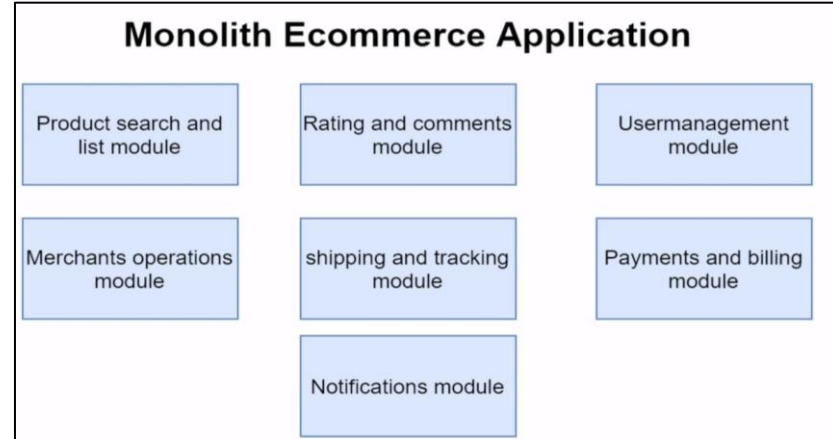 Monolith Ecommerce Application
Product search and
list module
Rating and comments
module
Usermanagement
module
Merchants operations
module
shipping and tracking
module
Payments and billing
module
Notifications module